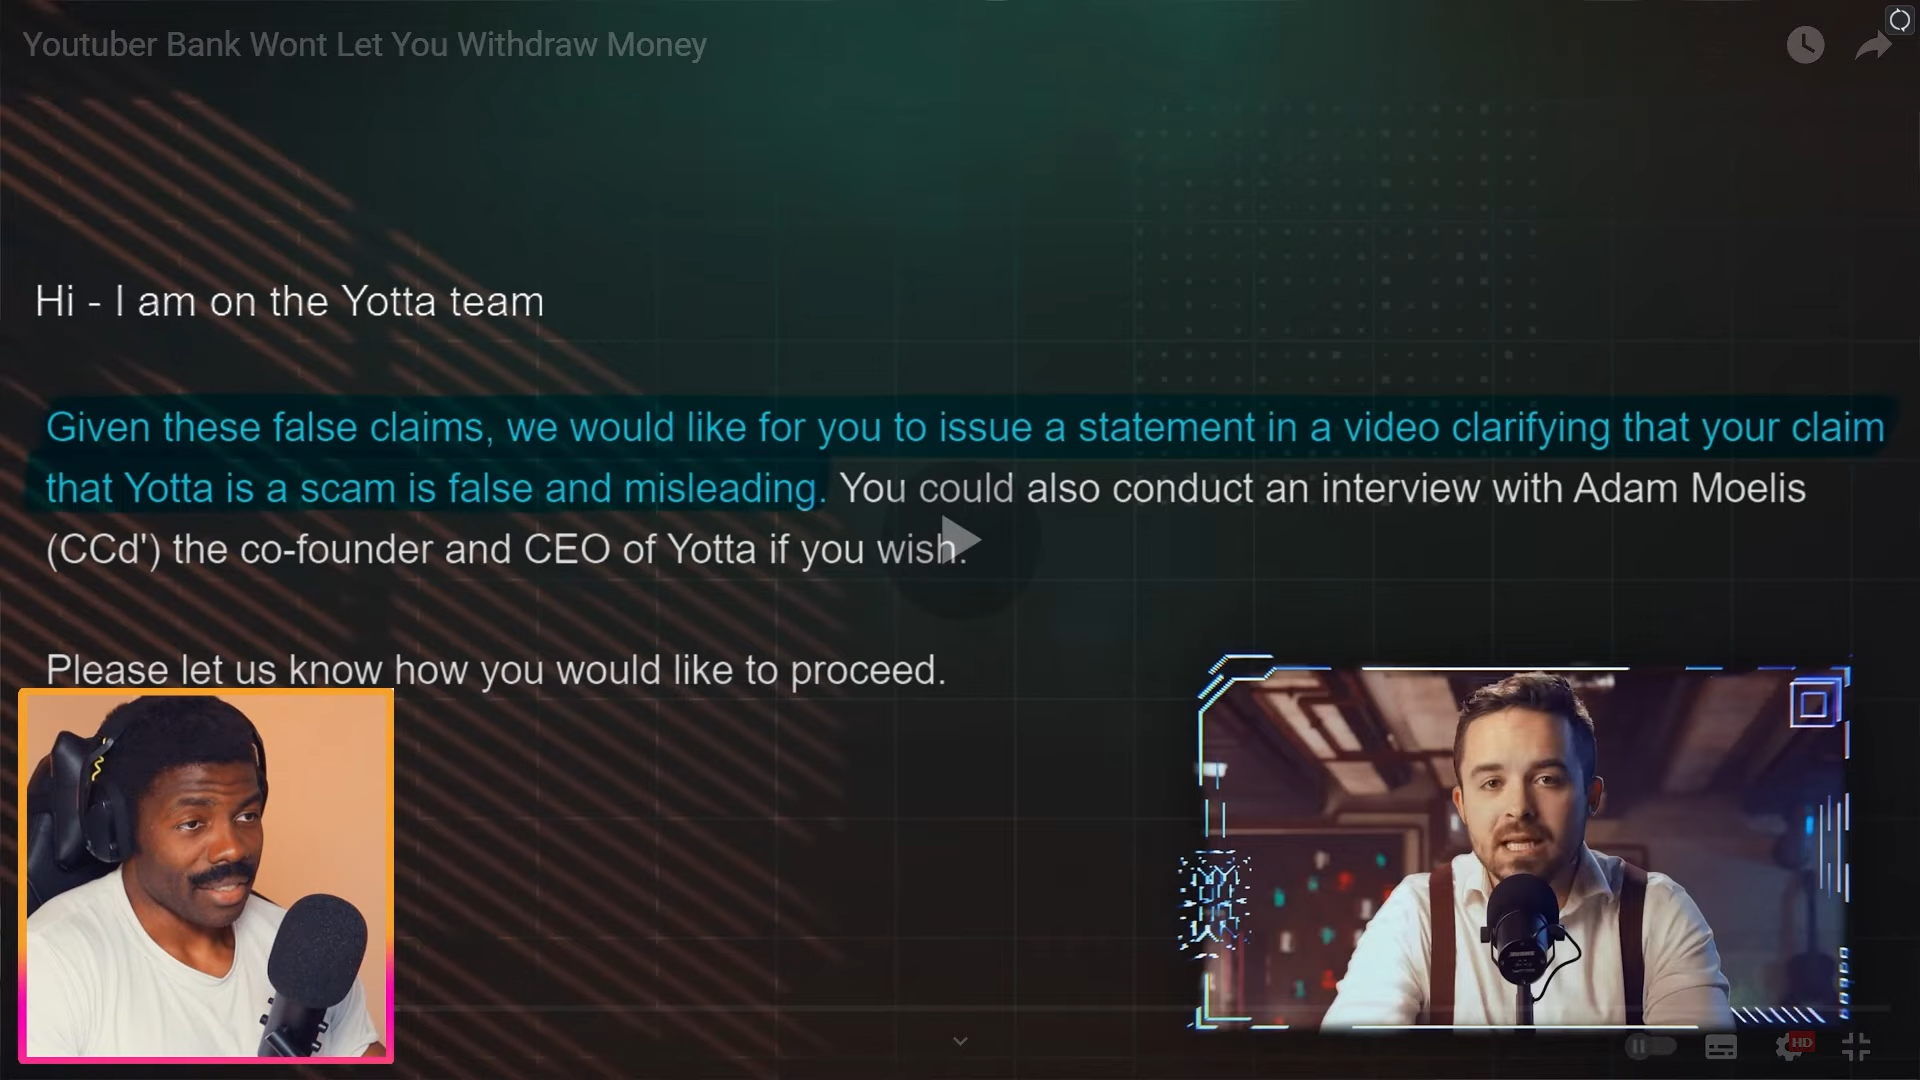 Youtuber Bank Wont Let You Withdraw Money
Hi - I am on the Yotta team
Given these false claims, we would like for you to issue a statement in a video clarifying that your claim
that Yotta is a scam is false and misleading. You could also conduct an interview with Adam Moelis
(CCd') the co-founder and CEO of Yotta if you wish.
Please let us know how you would like to proceed.
HD